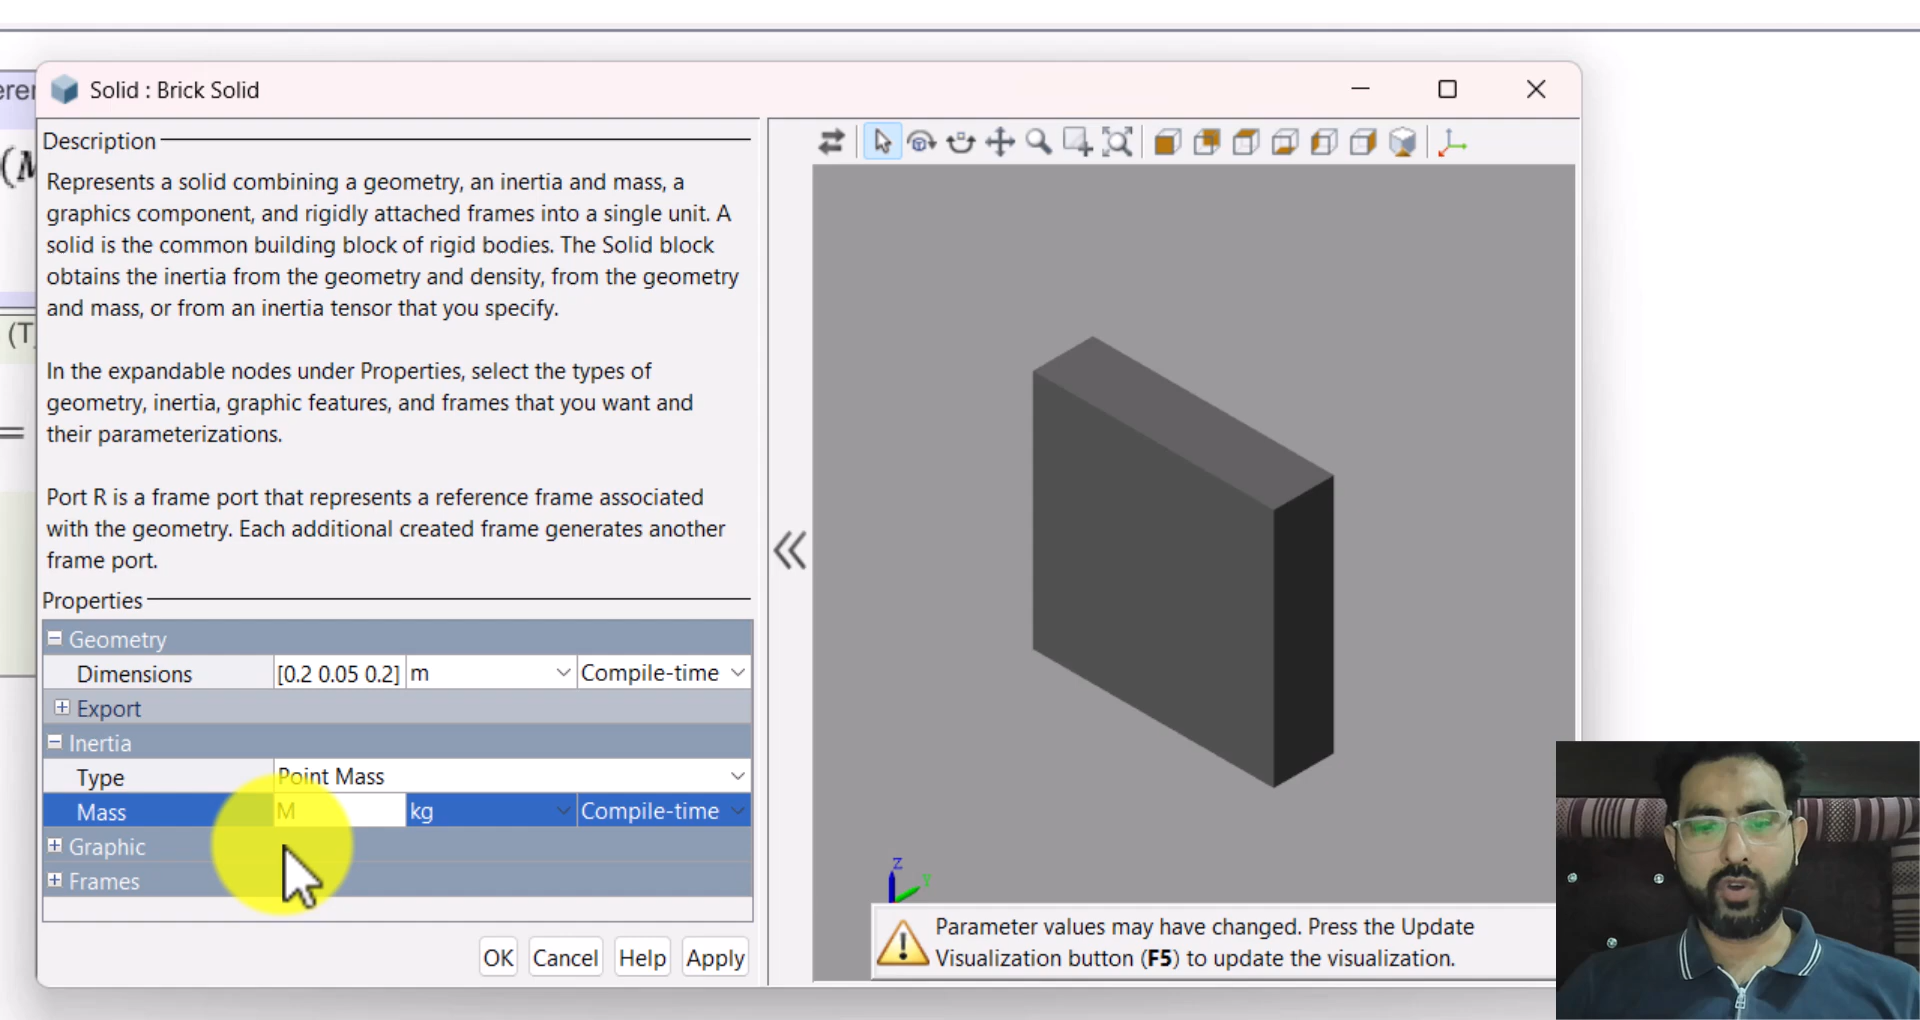 Solid : Brick Solid
erer
Description
(M
Represents a solid combining a geometry, an inertia and mass, a
graphics component, and rigidly attached frames into a single unit. A
solid is the common building block of rigid bodies. The Solid block
obtains the inertia from the geometry and density, from the geometry
and mass, or from an inertia tensor that you specify.
(T
In the expandable nodes under Properties, select the types of
geometry, inertia, graphic features, and frames that you want and
their parameterizations.
=
Port R is a frame port that represents a reference frame associated
with the geometry. Each additional created frame generates another
frame port.
Properties
Geometry
Dimensions [0.2 0.05 0.2] m Compile-time
Export
Inertia
Type Point Mass
Mass M kg Compile-time
Graphic
Frames
OK Cancel Help Apply
Z
Y
Parameter values may have changed. Press the Update
Visualization button (F5) to update the visualization.